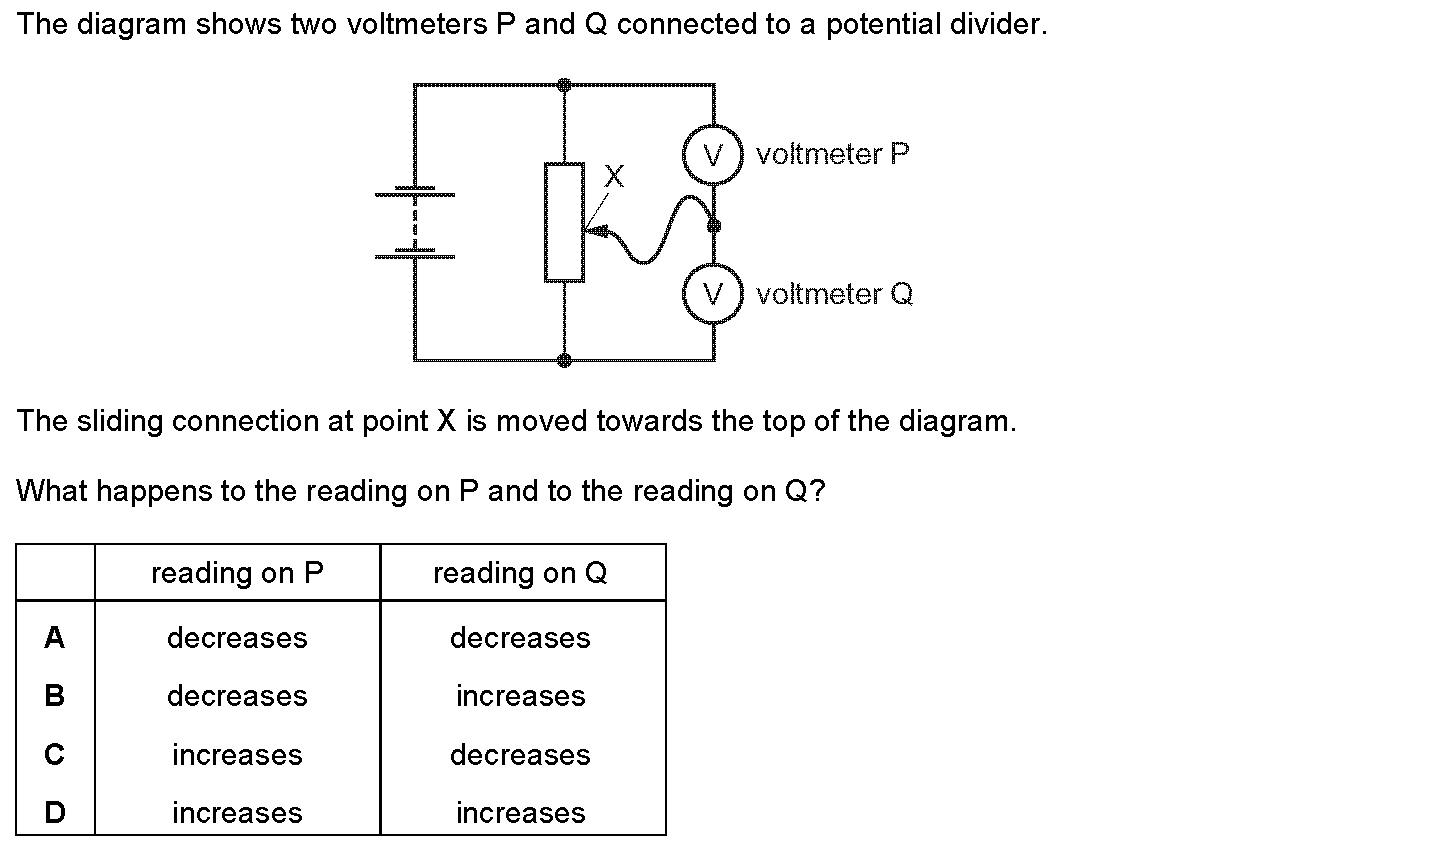 The diagram shows two voltmeters P and Q connected to a potential divider.
V voltmeter P
X
V voltmeter Q
The sliding connection at point X is moved towards the top of the diagram.
What happens to the reading on P and to the reading on Q?
reading on P reading on Q
A decreases decreases
B decreases increases
C increases decreases
D increases increases